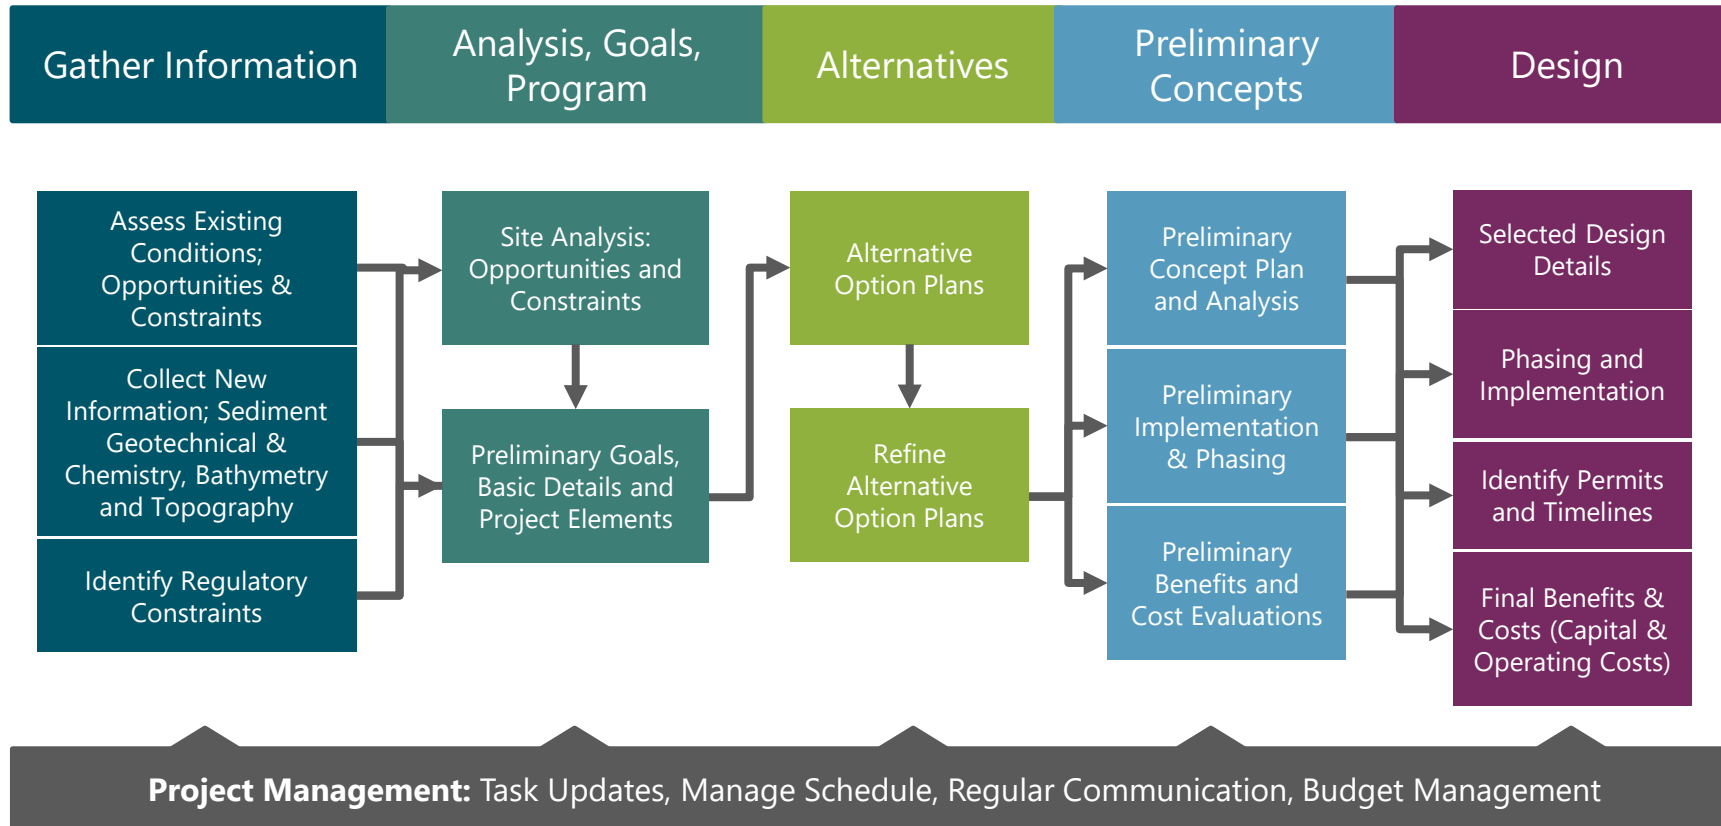 Gather Information
Analysis, Goals,
Program
Alternatives
Preliminary
Concepts
Design
Assess Existing
Conditions;
Opportunities &
Constraints
Collect New
Information; Sediment
Geotechnical &
Chemistry, Bathymetry
and Topography
Identify Regulatory
Constraints
Site Analysis:
Opportunities and
Constraints
Preliminary Goals,
Basic Details and
Project Elements
Alternative
Option Plans
Refine
Alternative
Option Plans
Preliminary
Concept Plan
and Analysis
Preliminary
Implementation
& Phasing
Preliminary
Benefits and
Cost Evaluations
Selected Design
Details
Phasing and
Implementation
Identify Permits
and Timelines
Final Benefits &
Costs (Capital &
Operating Costs)
Project Management: Task Updates, Manage Schedule, Regular Communication, Budget Management